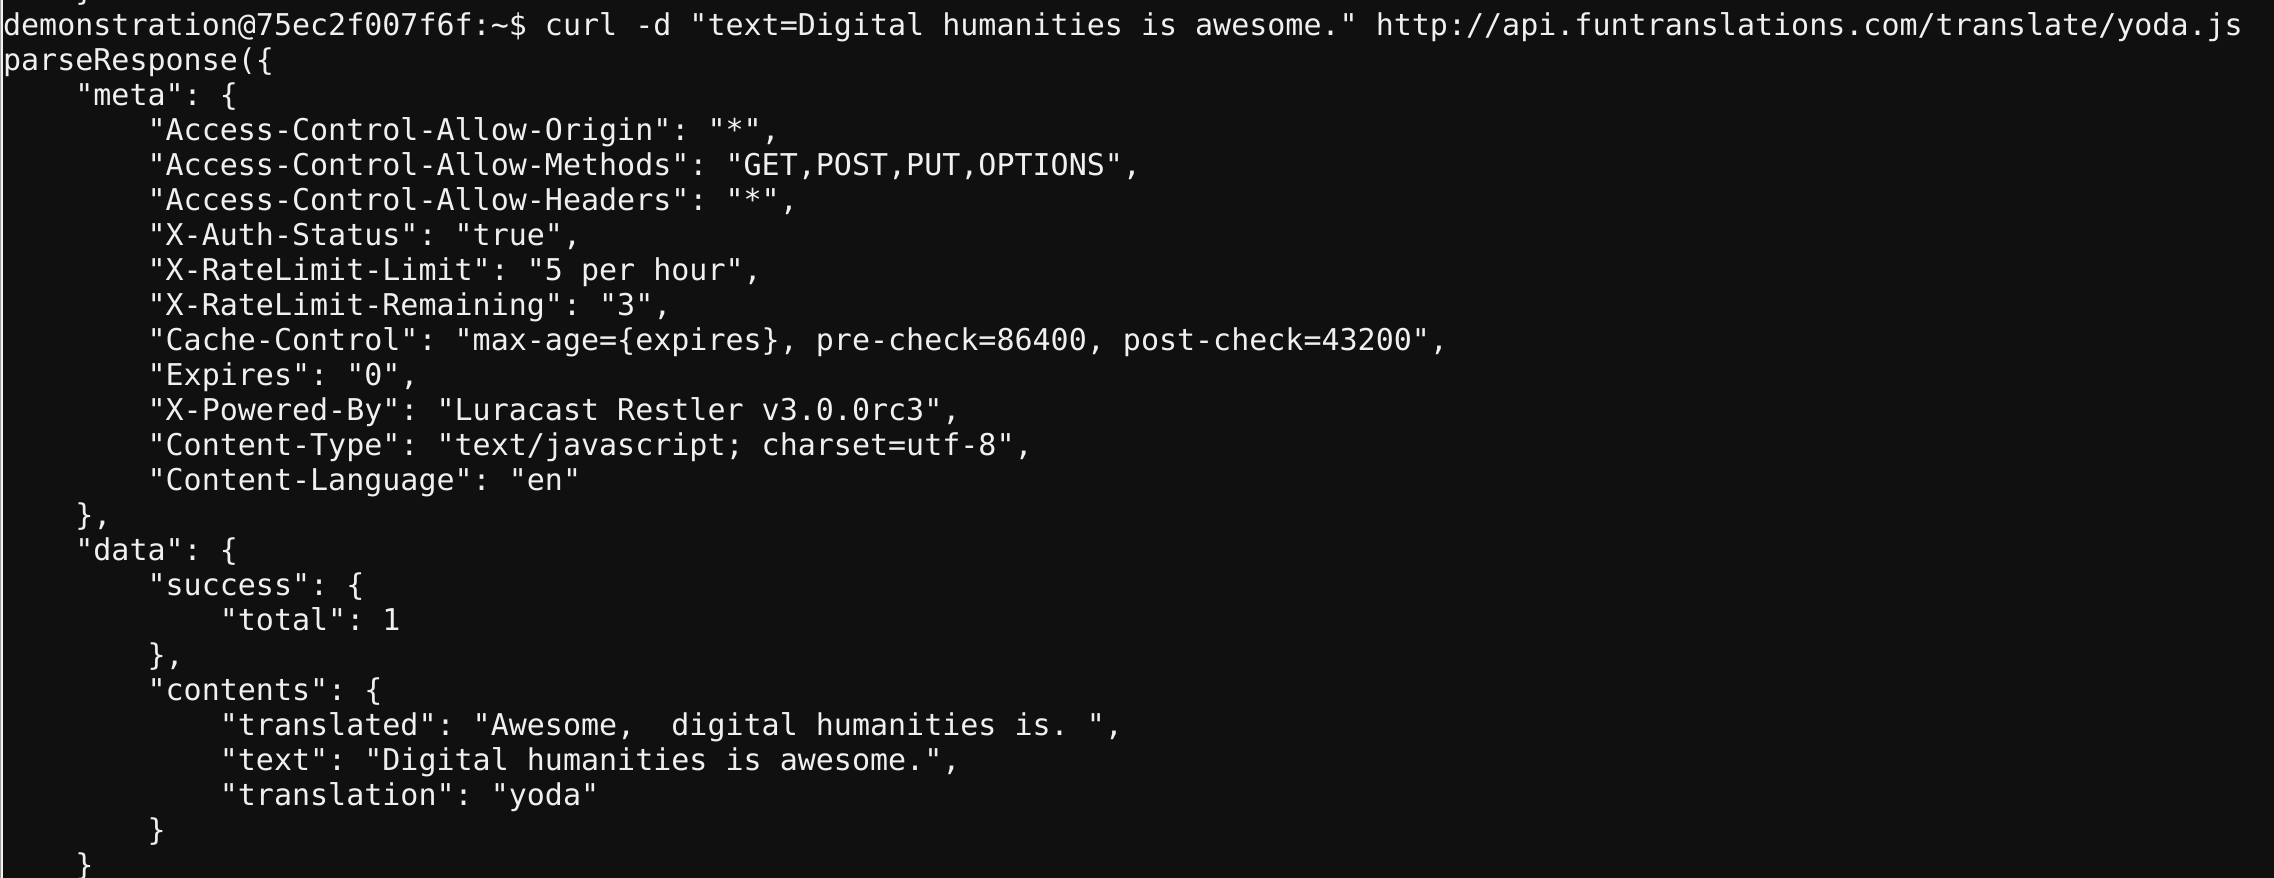 demonstration@75ec2f007f6f:~$ curl -d "text=Digital humanities is awesome." http://api.funtranslations.com/translate/yoda.js
parseResponse({
    "meta": {
        "Access-Control-Allow-Origin": "*",
        "Access-Control-Allow-Methods": "GET,POST,PUT,OPTIONS",
        "Access-Control-Allow-Headers": "*",
        "X-Auth-Status": "true",
        "X-RateLimit-Limit": "5 per hour",
        "X-RateLimit-Remaining": "3",
        "Cache-Control": "max-age={expires}, pre-check=86400, post-check=43200",
        "Expires": "0",
        "X-Powered-By": "Luracast Restler v3.0.0rc3",
        "Content-Type": "text/javascript; charset=utf-8",
        "Content-Language": "en"
    },
    "data": {
        "success": {
            "total": 1
        },
        "contents": {
            "translated": "Awesome,  digital humanities is. ",
            "text": "Digital humanities is awesome.",
            "translation": "yoda"
        }
    }